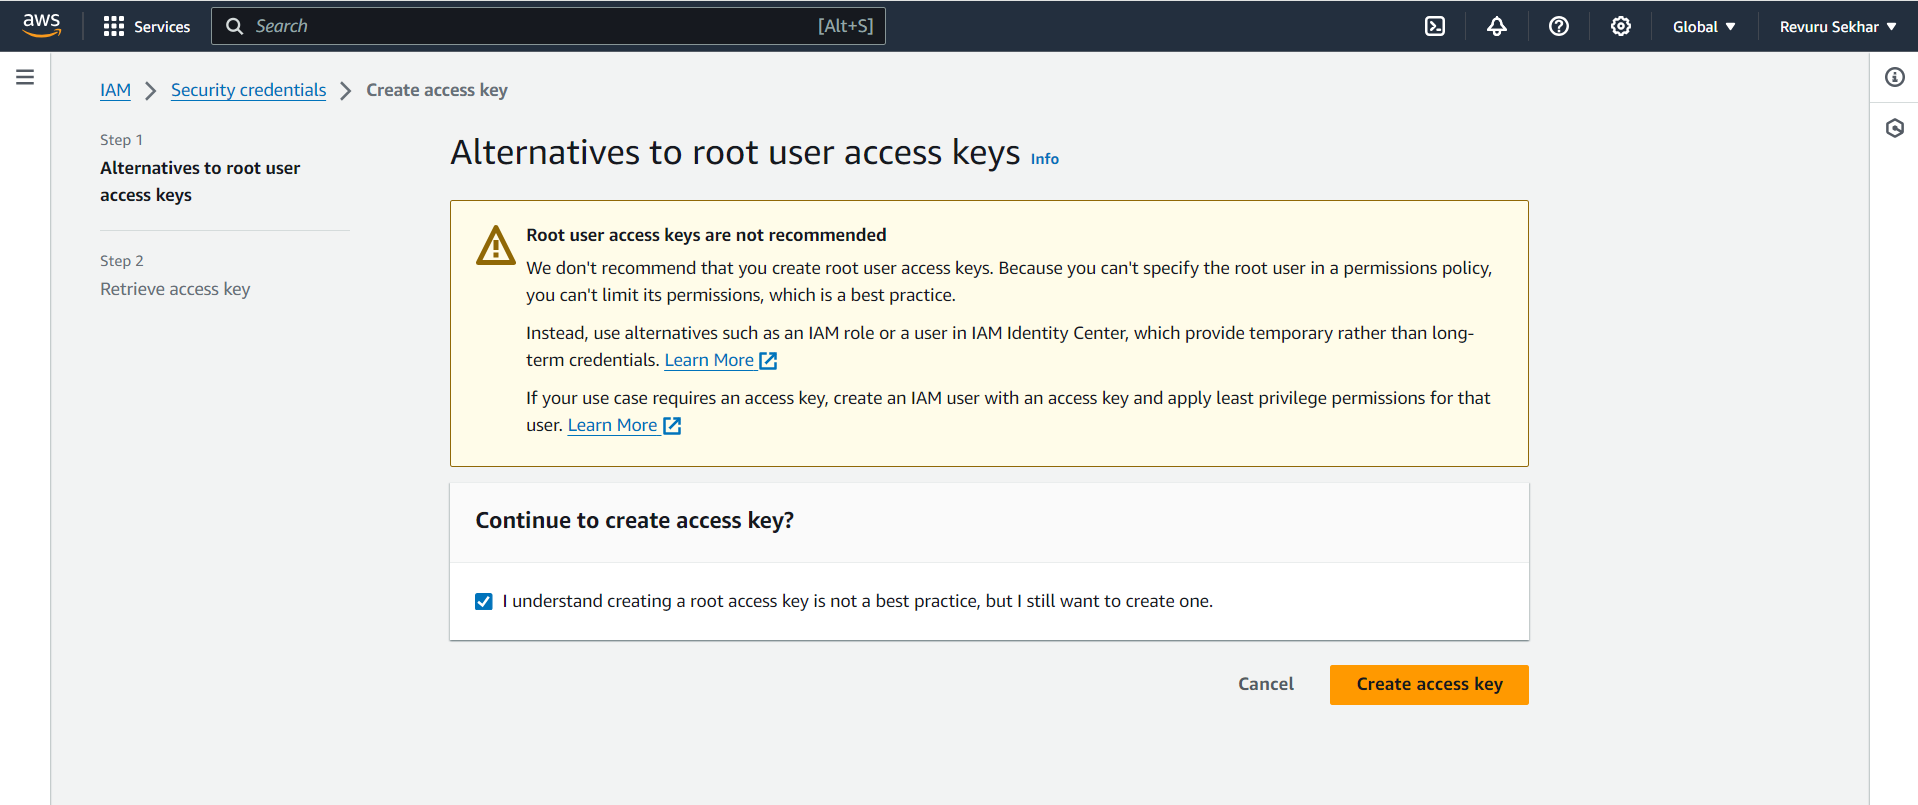 aws
Services
Search
[Alt+S]
Global
Revuru Sekhar
IAM
Security credentials
Create access key
Step 1
Alternatives to root user
access keys
Step 2
Retrieve access key
Alternatives to root user access keys Info
Root user access keys are not recommended
We don't recommend that you create root user access keys. Because you can't specify the root user in a permissions policy,
you can't limit its permissions, which is a best practice.
Instead, use alternatives such as an IAM role or a user in IAM Identity Center, which provide temporary rather than long-
term credentials. Learn More
If your use case requires an access key, create an IAM user with an access key and apply least privilege permissions for that
user. Learn More
Continue to create access key?
I understand creating a root access key is not a best practice, but I still want to create one.
Cancel
Create access key